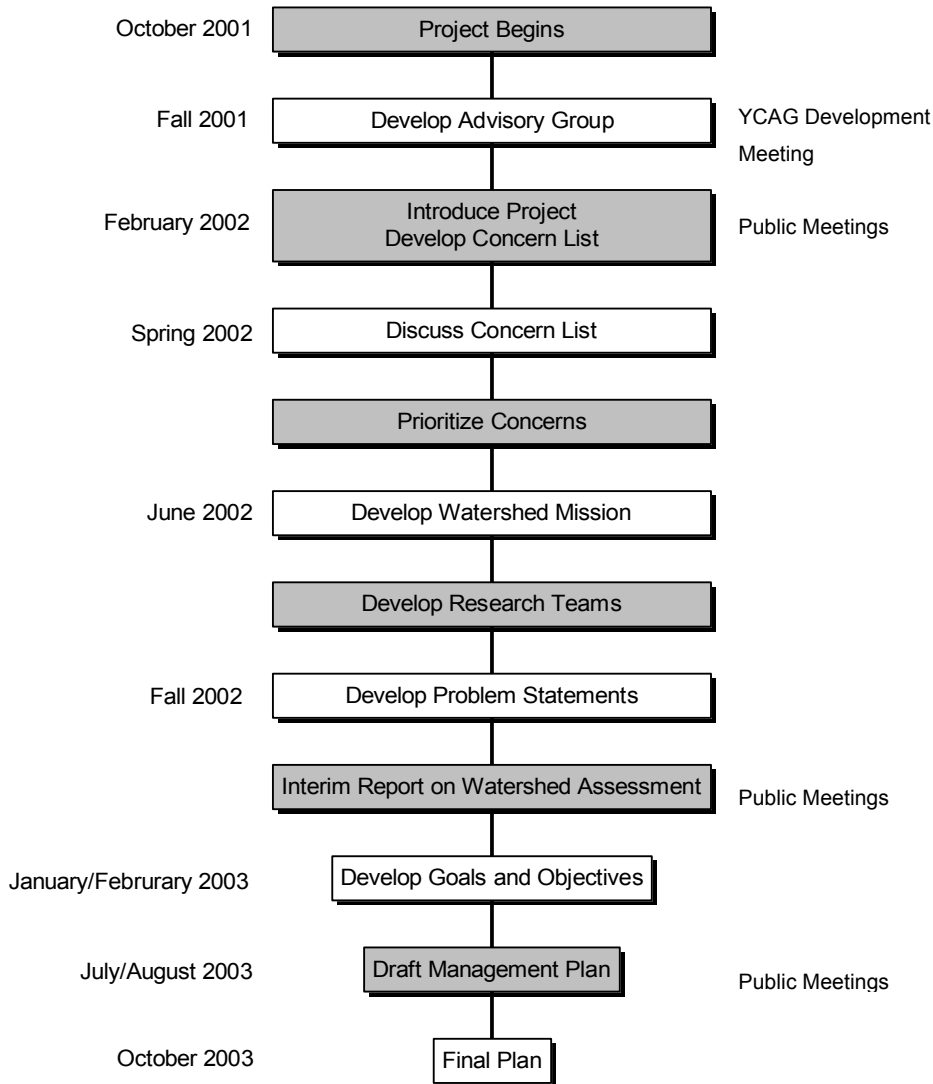 October 2001
Project Begins
Fall 2001
Develop Advisory Group
YCAG Development
Meeting
February 2002
Introduce Project
Develop Concern List
Public Meetings
Spring 2002
Discuss Concern List
Prioritize Concerns
June 2002
Develop Watershed Mission
Develop Research Teams
Fall 2002
Develop Problem Statements
Interim Report on Watershed Assessment
Public Meetings
January/Februrary 2003
Develop Goals and Objectives
July/August 2003
Draft Management Plan
Public Meetings
October 2003
Final Plan